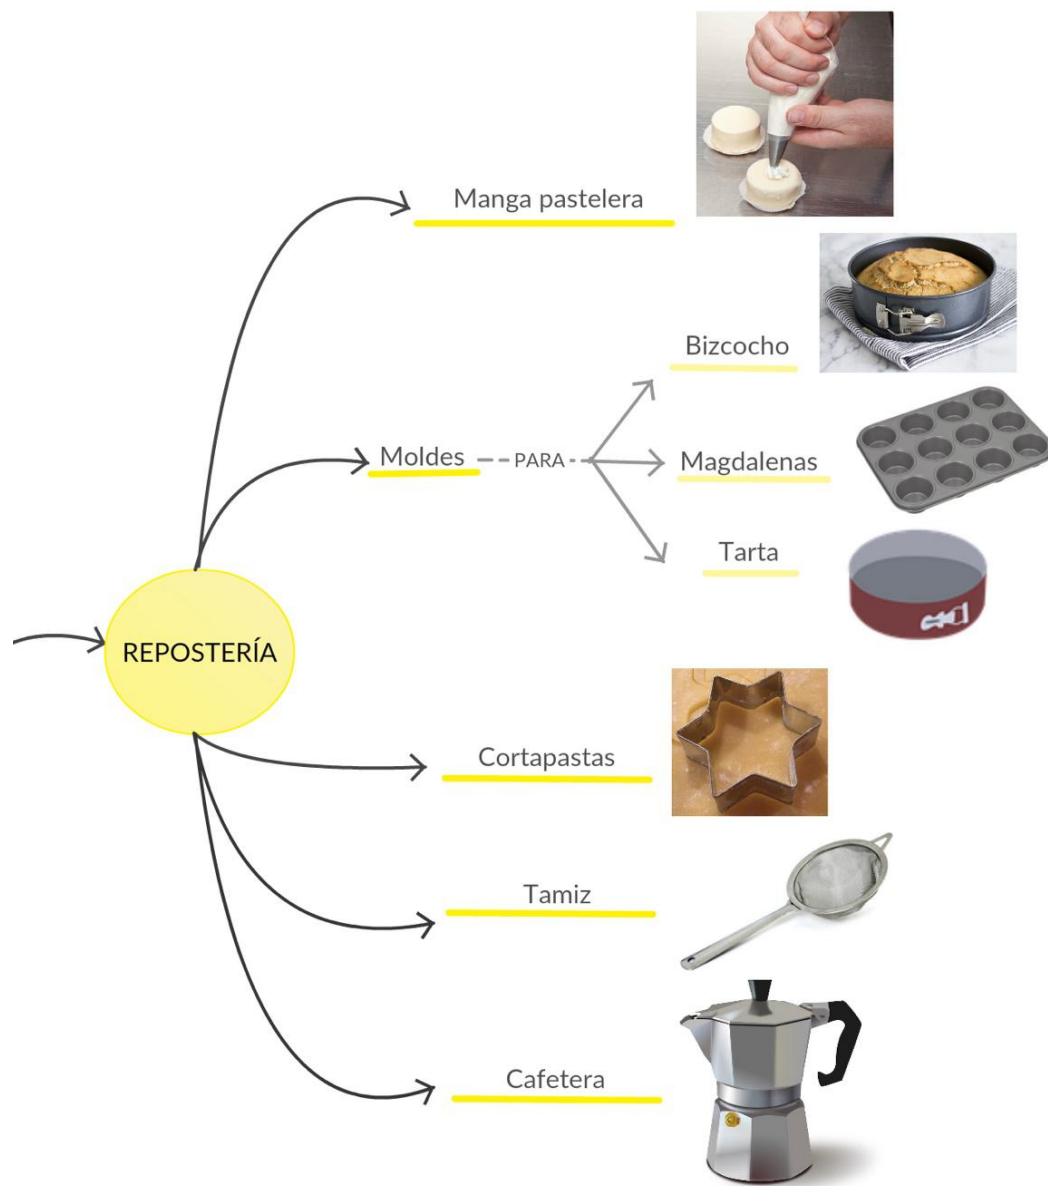 Manga pastelera
Bizcocho
Moldes PARA Magdalenas
Tarta
REPOSTERÍA
Cortapastas
Tamiz
Cafetera